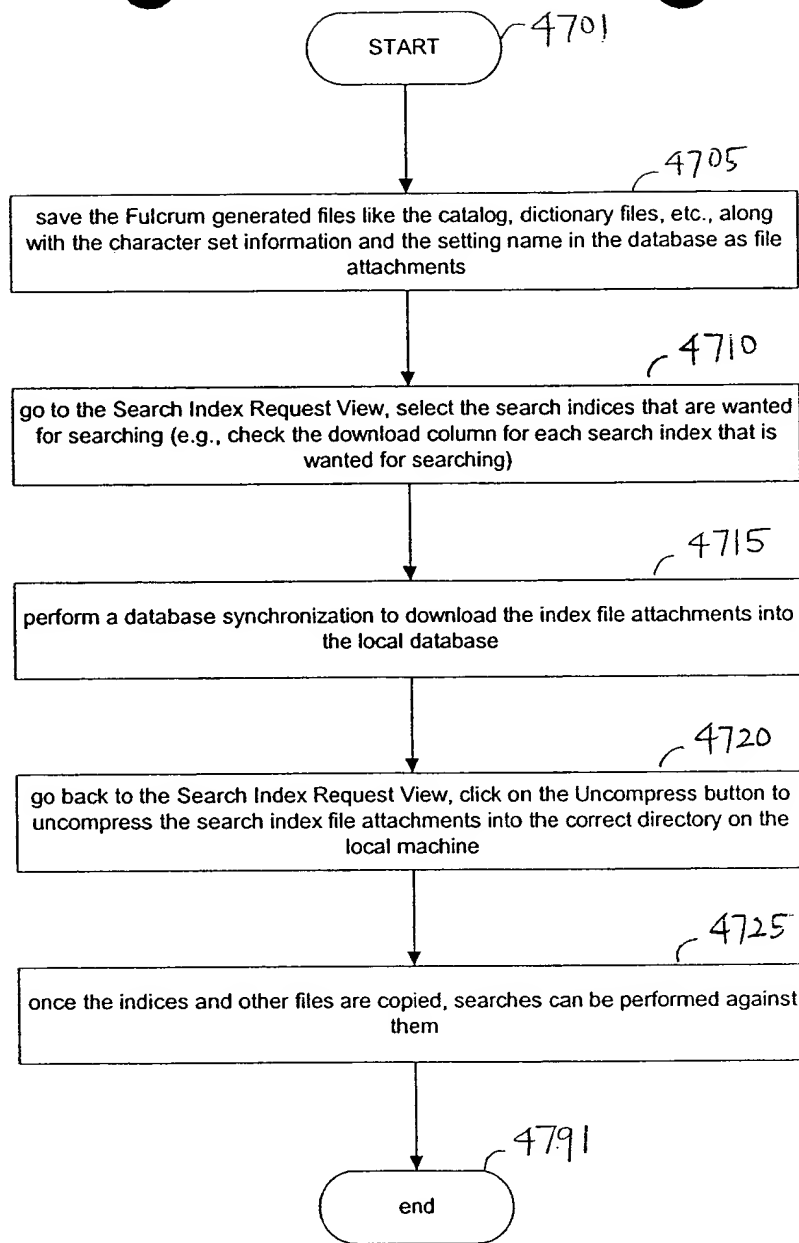 START
4701
4705
save the Fulcrum generated files like the catalog, dictionary files, etc., along
with the character set information and the setting name in the database as file
attachments
4710
go to the Search Index Request View, select the search indices that are wanted
for searching (e.g., check the download column for each search index that is
wanted for searching)
4715
perform a database synchronization to download the index file attachments into
the local database
4720
go back to the Search Index Request View, click on the Uncompress button to
uncompress the search index file attachments into the correct directory on the
local machine
4725
once the indices and other files are copied, searches can be performed against
them
4791
end